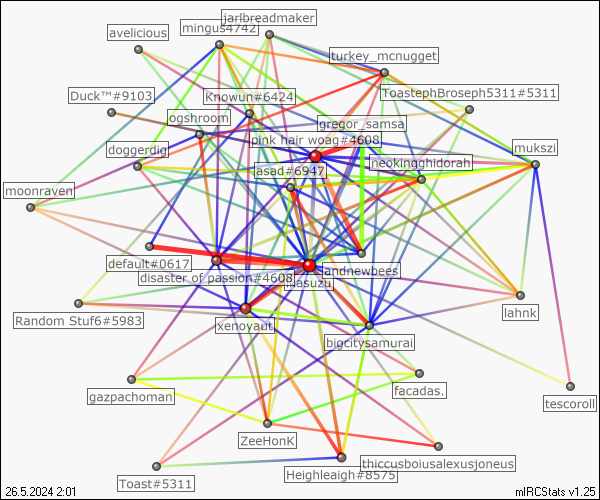 jarlbreadmaker
mingus4742
avelicious
turkey_mcnugget
ToastephBroseph5311#5311
Duck™#9103
Knowun#6424
ogshroom
gregor_samsa
pink hair woag#4608
mukszi
doggerdig
neokingghidorah
asad#6947
moonraven
default#0617
landnewbees
disaster of passion#4608
lahnk
Random Stuf6#5983
xenoyaut
bigcitysamurai
facadas.
gazpachoman
tescoroll
ZeeHonK
thiccusboiusalexusjoneus
Heighleaigh#8575
Toast#5311
26.5.2024 2:01
mIRCStats v1.25